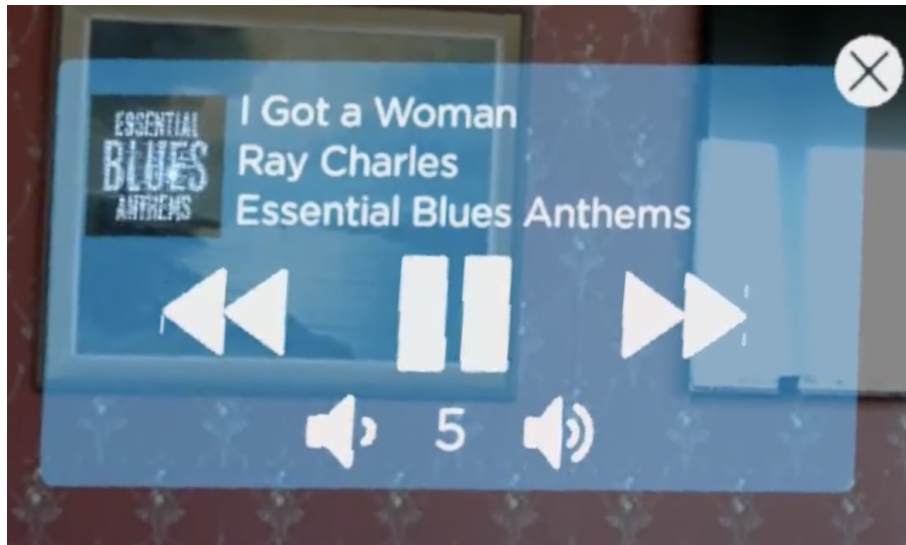 ESSENTIAL
BLUES
ANTHEMS
I Got a Woman
Ray Charles
Essential Blues Anthems
5